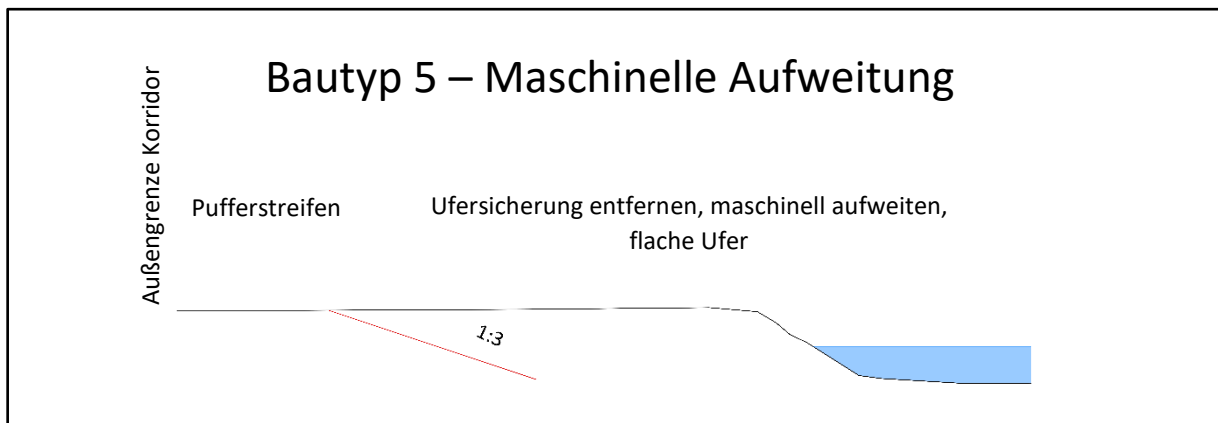 Bautyp 5 – Maschinelle Aufweitung
Außengrenze Korridor
Pufferstreifen
Ufersicherung entfernen, maschinell aufweiten,
flache Ufer
1:3